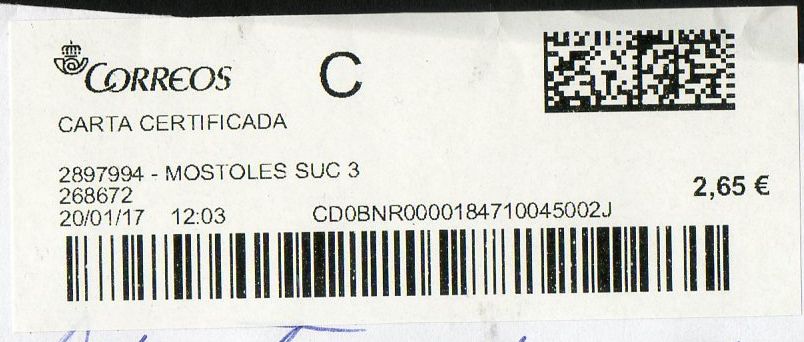 CORREOS
C
CARTA CERTIFICADA
2897994 - MOSTOLES SUC 3
268672
2,65 €
20/01/17 12:03 CD0BNR0000184710045002J